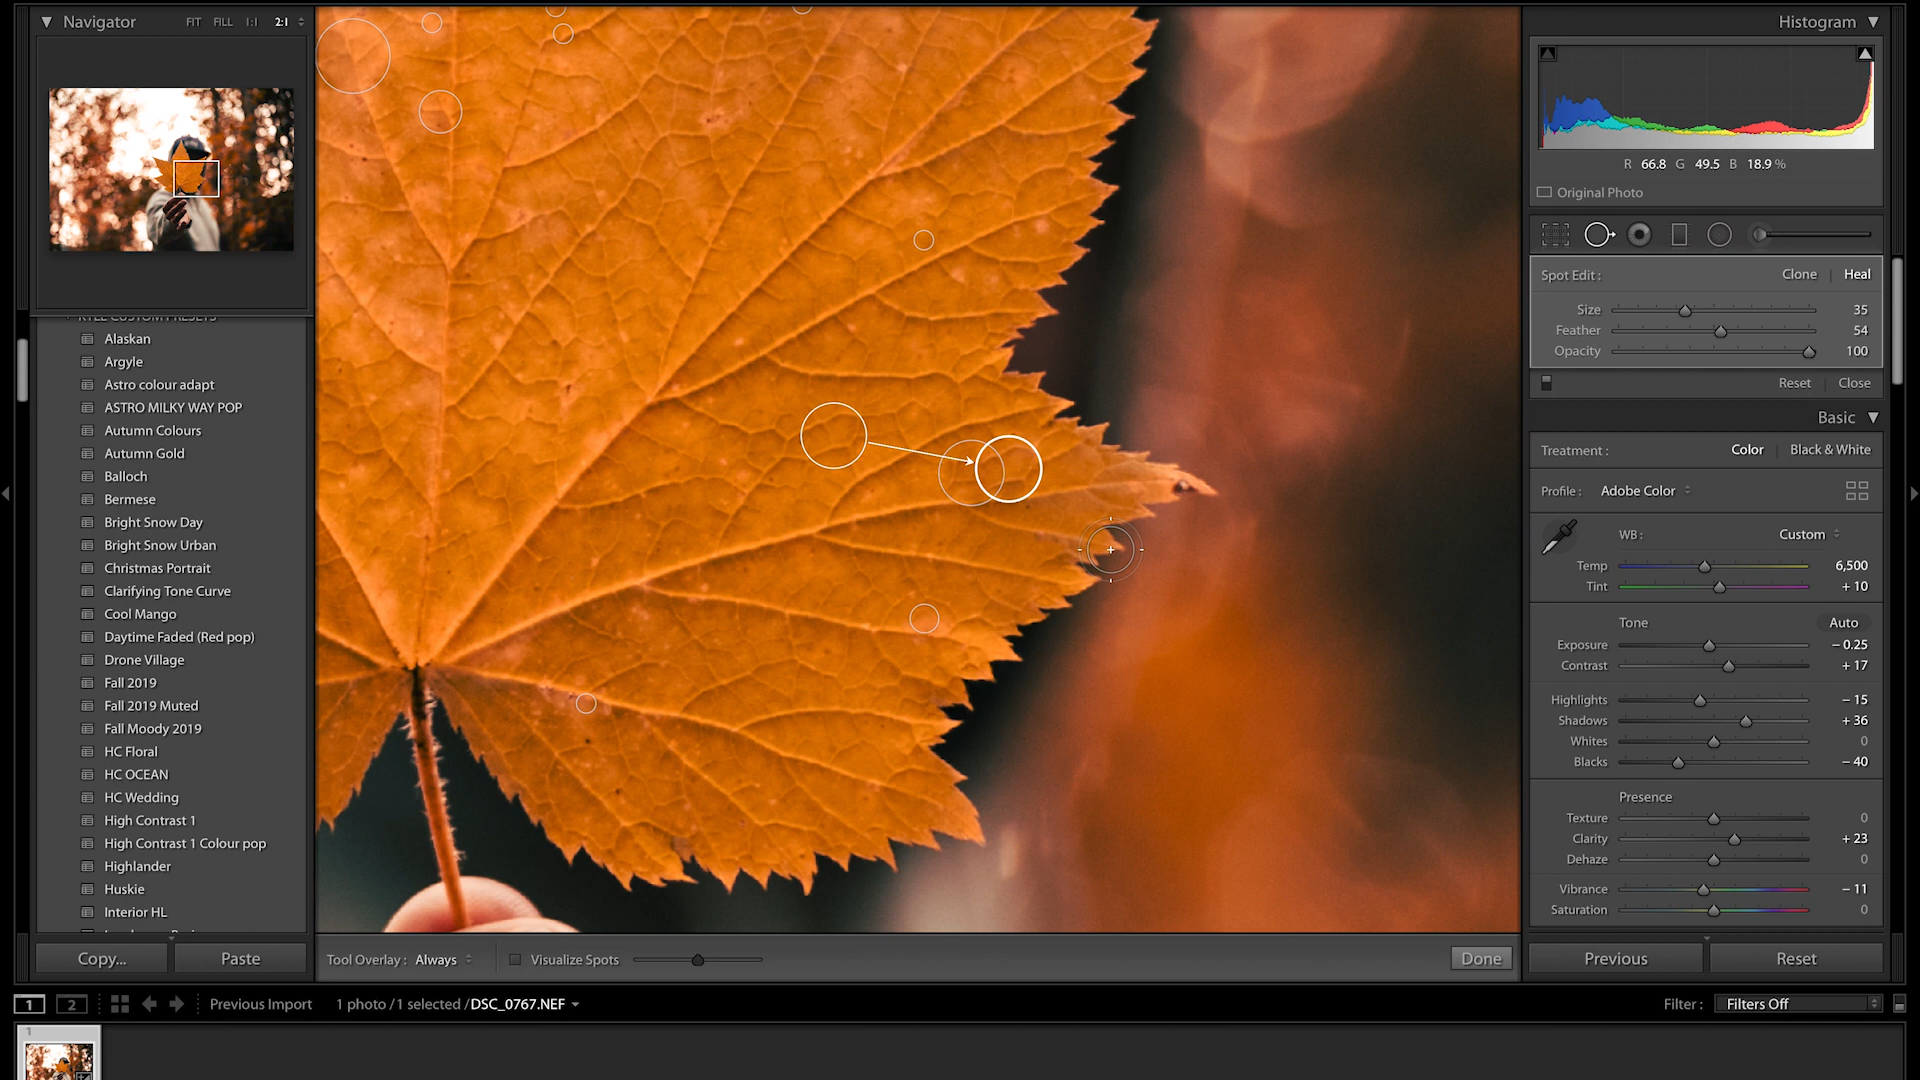 Navigator FIT FILL 1:1 2:1
Alaskan
Argyle
Astro colour adapt
ASTRO MILKY WAY POP
Autumn Colours
Autumn Gold
Balloch
Bermese
Bright Snow Day
Bright Snow Urban
Christmas Portrait
Clarifying Tone Curve
Cool Mango
Daytime Faded (Red pop)
Drone Village
Fall 2019
Fall 2019 Muted
Fall Moody 2019
HC Floral
HC OCEAN
HC Wedding
High Contrast 1
High Contrast 1 Colour pop
Highlander
Huskie
Interior HL
Copy... Paste
Tool Overlay : Always Visualize Spots Done
Histogram
R 66.8 G 49.5 B 18.9 %
Original Photo
Spot Edit : Clone | Heal
Size 35
Feather 54
Opacity 100
Reset | Close
Basic
Treatment : Color | Black & White
Profile : Adobe Color
WB : Custom
Temp 6,500
Tint + 10
Tone Auto
Exposure – 0.25
Contrast + 17
Highlights – 15
Shadows + 36
Whites 0
Blacks – 40
Presence
Texture 0
Clarity + 23
Dehaze 0
Vibrance – 11
Saturation 0
Previous Reset
1 2 Previous Import 1 photo / 1 selected / DSC_0767.NEF Filter : Filters Off
1